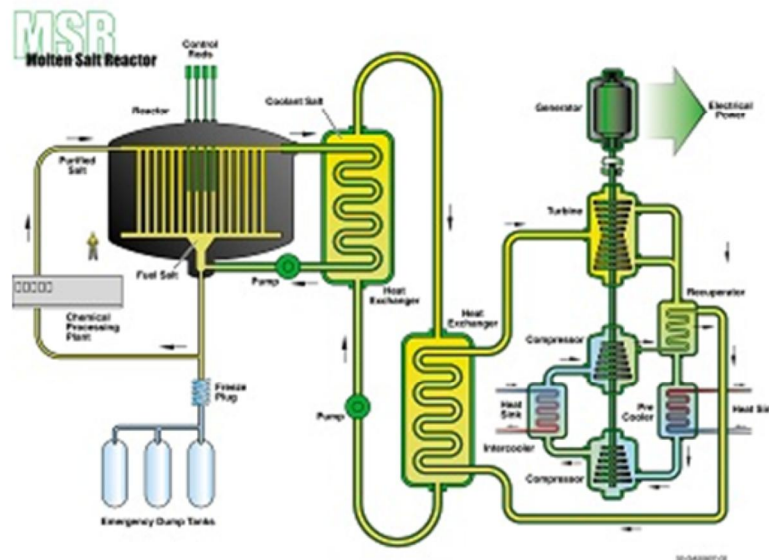 MSR
Molten Salt Reactor
Control
Rods
Reactor
Coolant Salt
Generator
Electrical
Power
Purified
Salt
Turbine
Fuel Salt
Pump
Heat
Exchanger
Heat
Exchanger
Recuperator
Chemical
Processing
Plant
Compressor
Freeze
Plug
Pump
Heat
Sink
Pre
Cooler
Heat Sin
Intercooler
Compressor
Emergency Dump Tanks